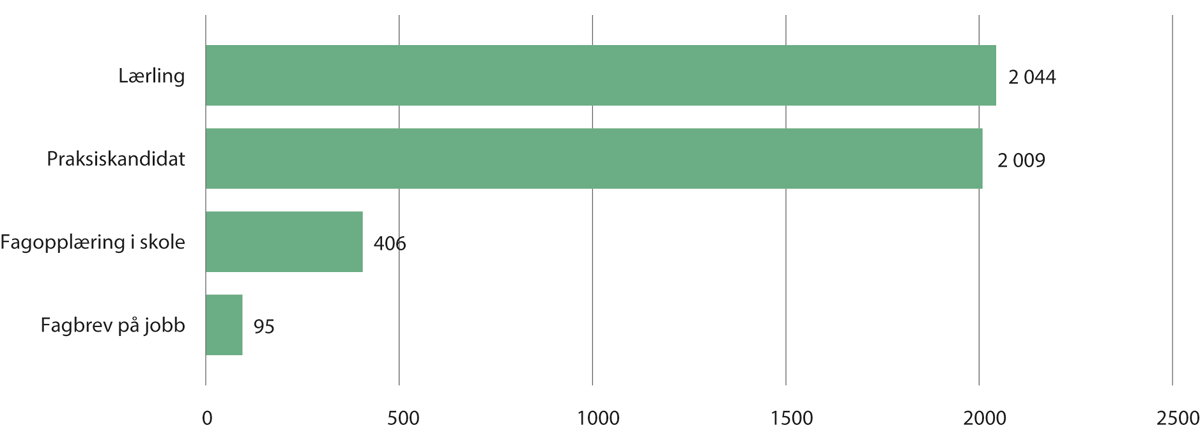 Lærling 2 044
Praksiskandidat 2 009
Fagopplæring i skole 406
Fagbrev på jobb 95
0 500 1000 1500 2000 2500